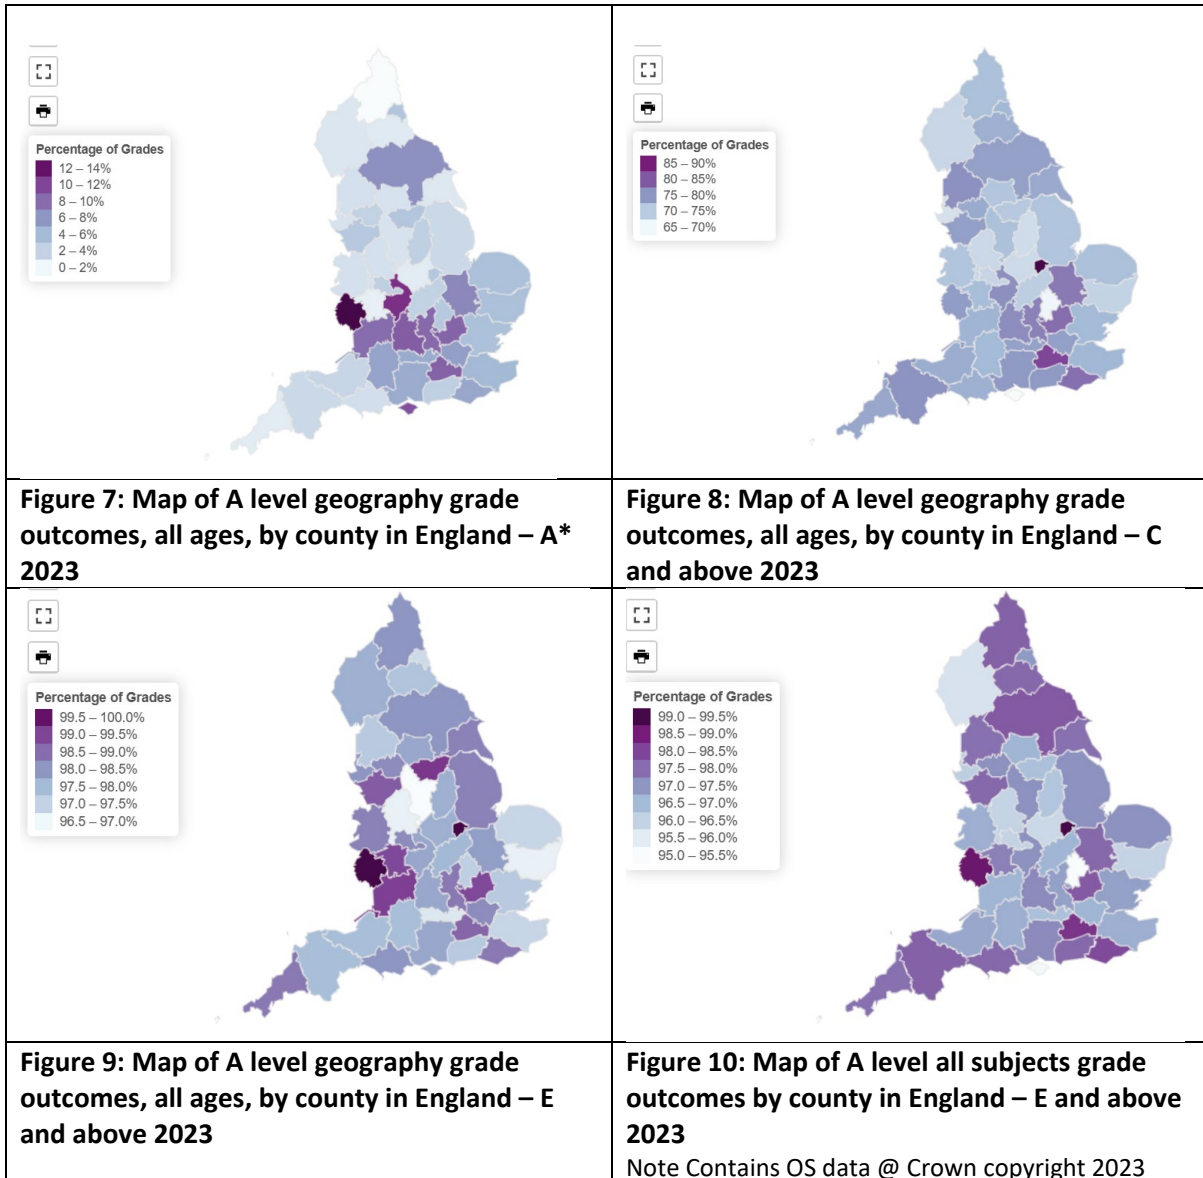 Percentage of Grades
12 – 14%
10 – 12%
8 – 10%
6 – 8%
4 – 6%
2 – 4%
0 – 2%
Percentage of Grades
85 – 90%
80 – 85%
75 – 80%
70 – 75%
65 – 70%
Figure 7: Map of A level geography grade
outcomes, all ages, by county in England – A*
2023
Figure 8: Map of A level geography grade
outcomes, all ages, by county in England – C
and above 2023
Percentage of Grades
99.5 – 100.0%
99.0 – 99.5%
98.5 – 99.0%
98.0 – 98.5%
97.5 – 98.0%
97.0 – 97.5%
96.5 – 97.0%
Percentage of Grades
99.0 – 99.5%
98.5 – 99.0%
98.0 – 98.5%
97.5 – 98.0%
97.0 – 97.5%
96.5 – 97.0%
96.0 – 96.5%
95.5 – 96.0%
95.0 – 95.5%
Figure 9: Map of A level geography grade
outcomes, all ages, by county in England – E
and above 2023
Figure 10: Map of A level all subjects grade
outcomes by county in England – E and above
2023
Note Contains OS data @ Crown copyright 2023